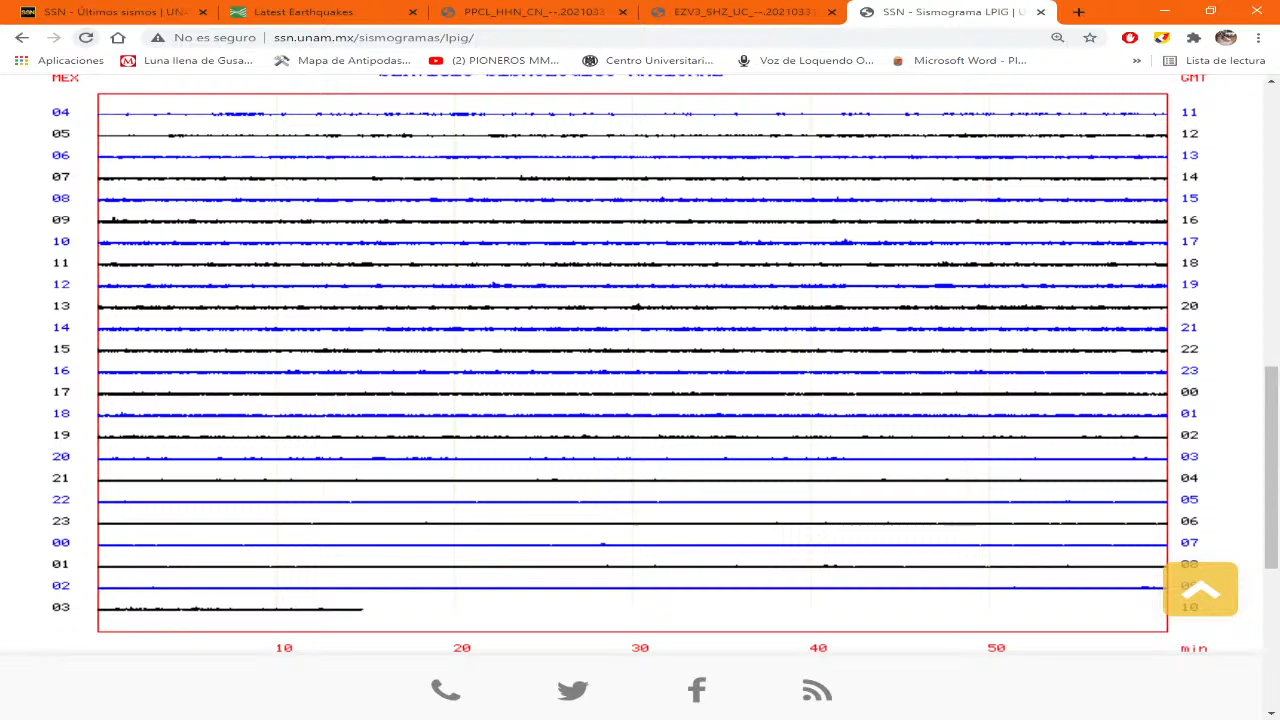 SSN - Últimos sismos | UN
Latest Earthquakes
PPCL_HHN_CN_--.2021033
EZV3_SHZ_UC_--.2021033
SSN - Sismograma LPIG | U
No es seguro | ssn.unam.mx/sismogramas/lpig/
Aplicaciones
Luna llena de Gusa...
Mapa de Antipodas...
(2) PIONEROS MM...
Centro Universitar...
Voz de Loquendo O...
Microsoft Word - Pl...
»
Lista de lectura
MEX GMT
04 11
05 12
06 13
07 14
08 15
09 16
10 17
11 18
12 19
13 20
14 21
15 22
16 23
17 00
18 01
19 02
20 03
21 04
22 05
23 06
00 07
01 08
02
03 10
10 20 30 40 50 min